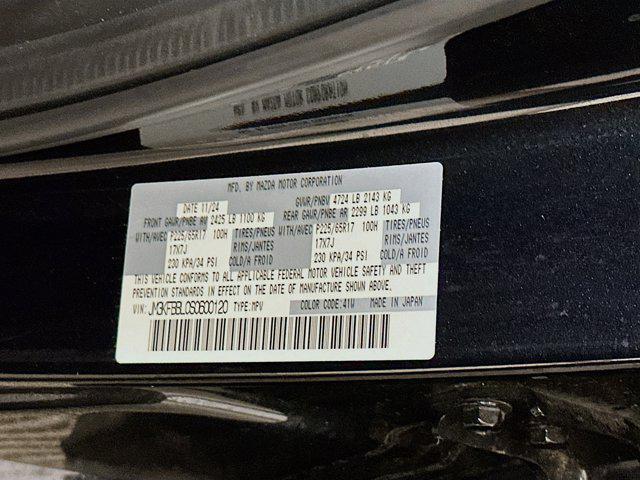 MFD. BY MAZDA MOTOR CORPORATION
DATE 11/24 GVWR/PNBV 4724 LB 2143 KG
FRONT GAWR/PNBE AV 2425 LB 1100 KG REAR GAWR/PNBE AR 2299 LB 1043 KG
WITH/AVEC P225/65R17 100H TIRES/PNEUS WITH/AVEC P225/65R17 100H TIRES/PNEUS
17X7J RIMS/JANTES 17X7J RIMS/JANTES
230 KPA/34 PSI COLD/A FROID 230 KPA/34 PSI COLD/A FROID
THIS VEHICLE CONFORMS TO ALL APPLICABLE FEDERAL MOTOR VEHICLE SAFETY AND THEFT
PREVENTION STANDARDS IN EFFECT ON THE DATE OF MANUFACTURE SHOWN ABOVE.
VIN: JM3KFBBL0S0600120 TYPE:MPV COLOR CODE:41W MADE IN JAPAN